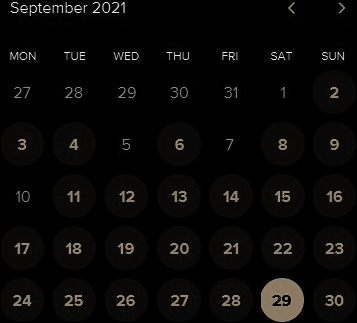 September 2021
MON TUE WED THU FRI SAT SUN
27 28 29 30 31 1 2
3 4 5 6 7 8 9
10 11 12 13 14 15 16
17 18 19 20 21 22 23
24 25 26 27 28 29 30